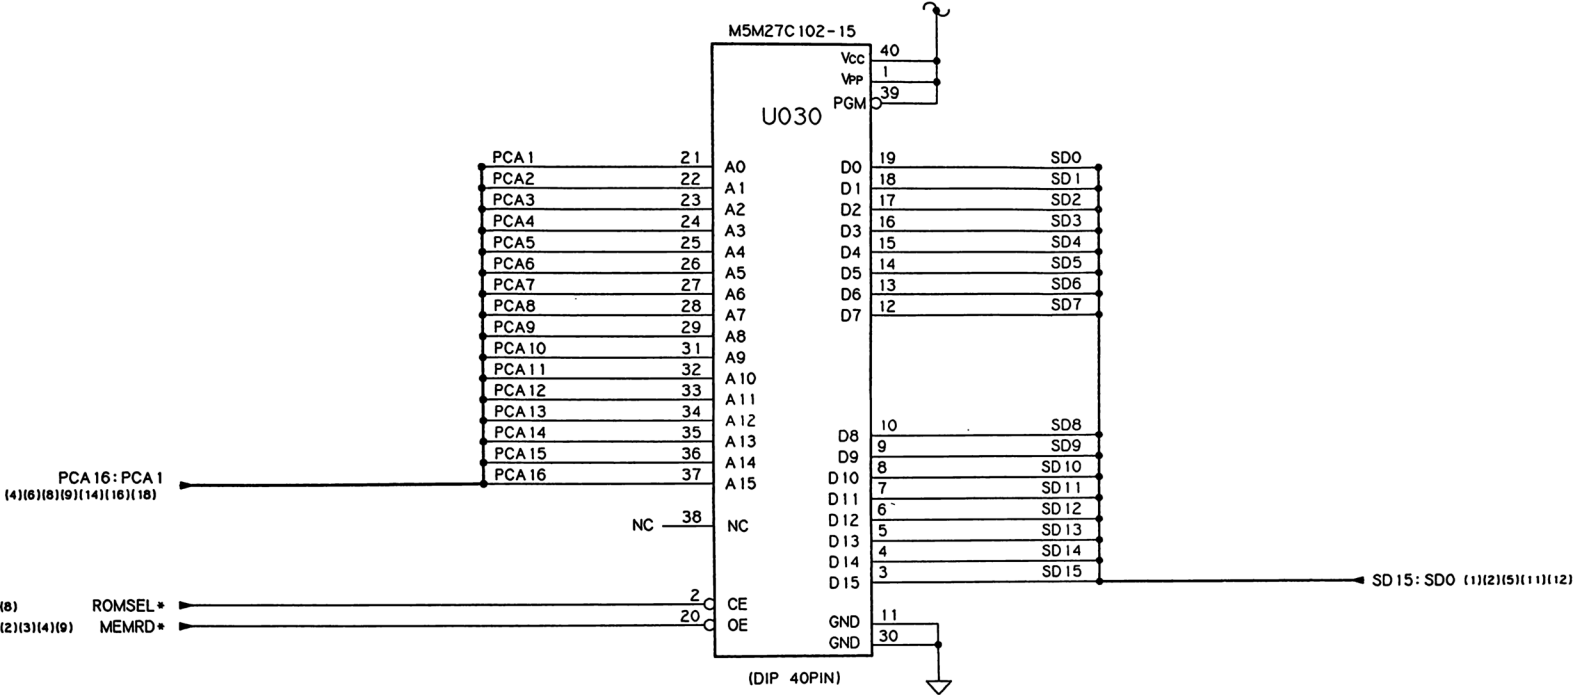 M5M27C102-15
Vcc 40
VPP 1
PGM 39
U030
PCA1 21 A0 D0 19 SD0
PCA2 22 A1 D1 18 SD1
PCA3 23 A2 D2 17 SD2
PCA4 24 A3 D3 16 SD3
PCA5 25 A4 D4 15 SD4
PCA6 26 A5 D5 14 SD5
PCA7 27 A6 D6 13 SD6
PCA8 28 A7 D7 12 SD7
PCA9 29 A8
PCA10 31 A9
PCA11 32 A10
PCA12 33 A11
PCA13 34 A12
PCA14 35 A13 D8 10 SD8
PCA15 36 A14 D9 9 SD9
PCA16:PCA1 PCA16 37 A15 D10 8 SD10
(4)(6)(8)(9)(14)(16)(18)
D11 7 SD11
NC 38 NC D12 6 SD12
D13 5 SD13
D14 4 SD14
D15 3 SD15 SD15:SD0 (1)(2)(5)(11)(12)
(8) ROMSEL* 2 CE
(2)(3)(4)(9) MEMRD* 20 OE GND 11
GND 30
(DIP 40PIN)